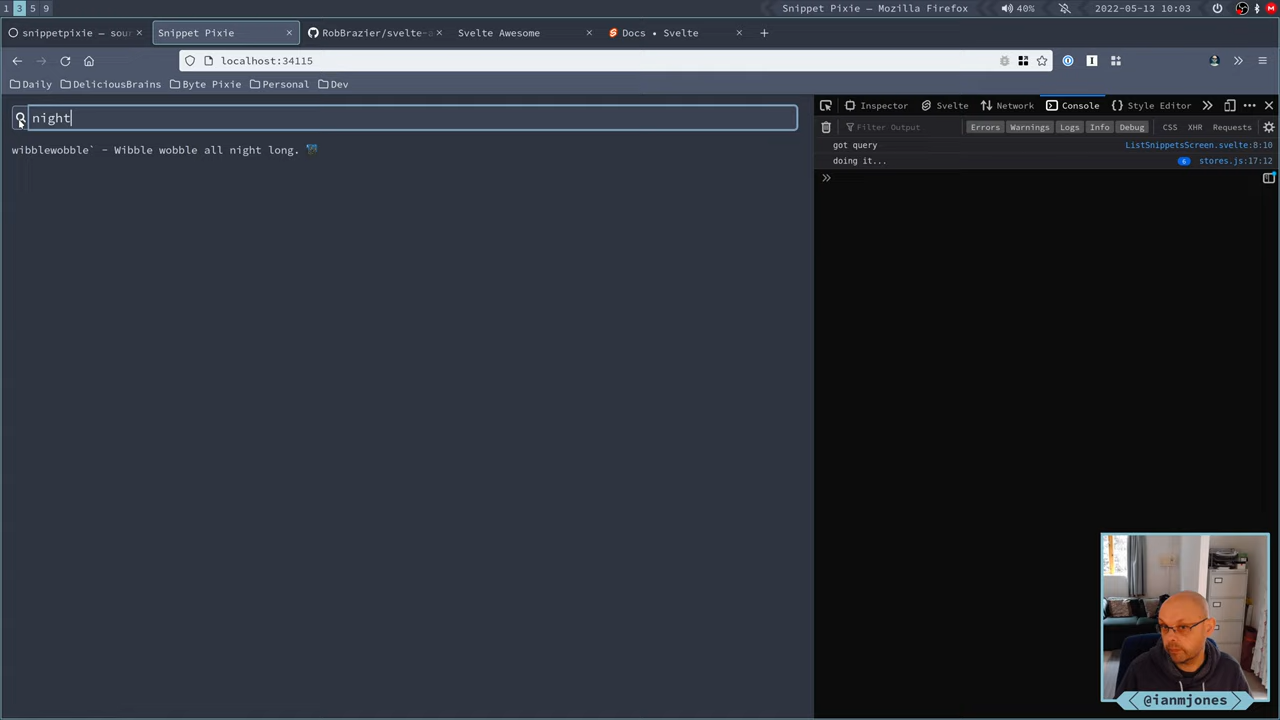 1 3 5 9 Snippet Pixie — Mozilla Firefox 40% 2022-05-13 10:03
snippetpixie — sour Snippet Pixie RobBrazier/svelte-a Svelte Awesome Docs • Svelte
localhost:34115
Daily DeliciousBrains Byte Pixie Personal Dev
night
wibblewobble` - Wibble wobble all night long.
Inspector Svelte Network Console Style Editor
Filter Output Errors Warnings Logs Info Debug CSS XHR Requests
got query ListSnippetsScreen.svelte:8:10
doing it... 6 stores.js:17:12
@ianmjones